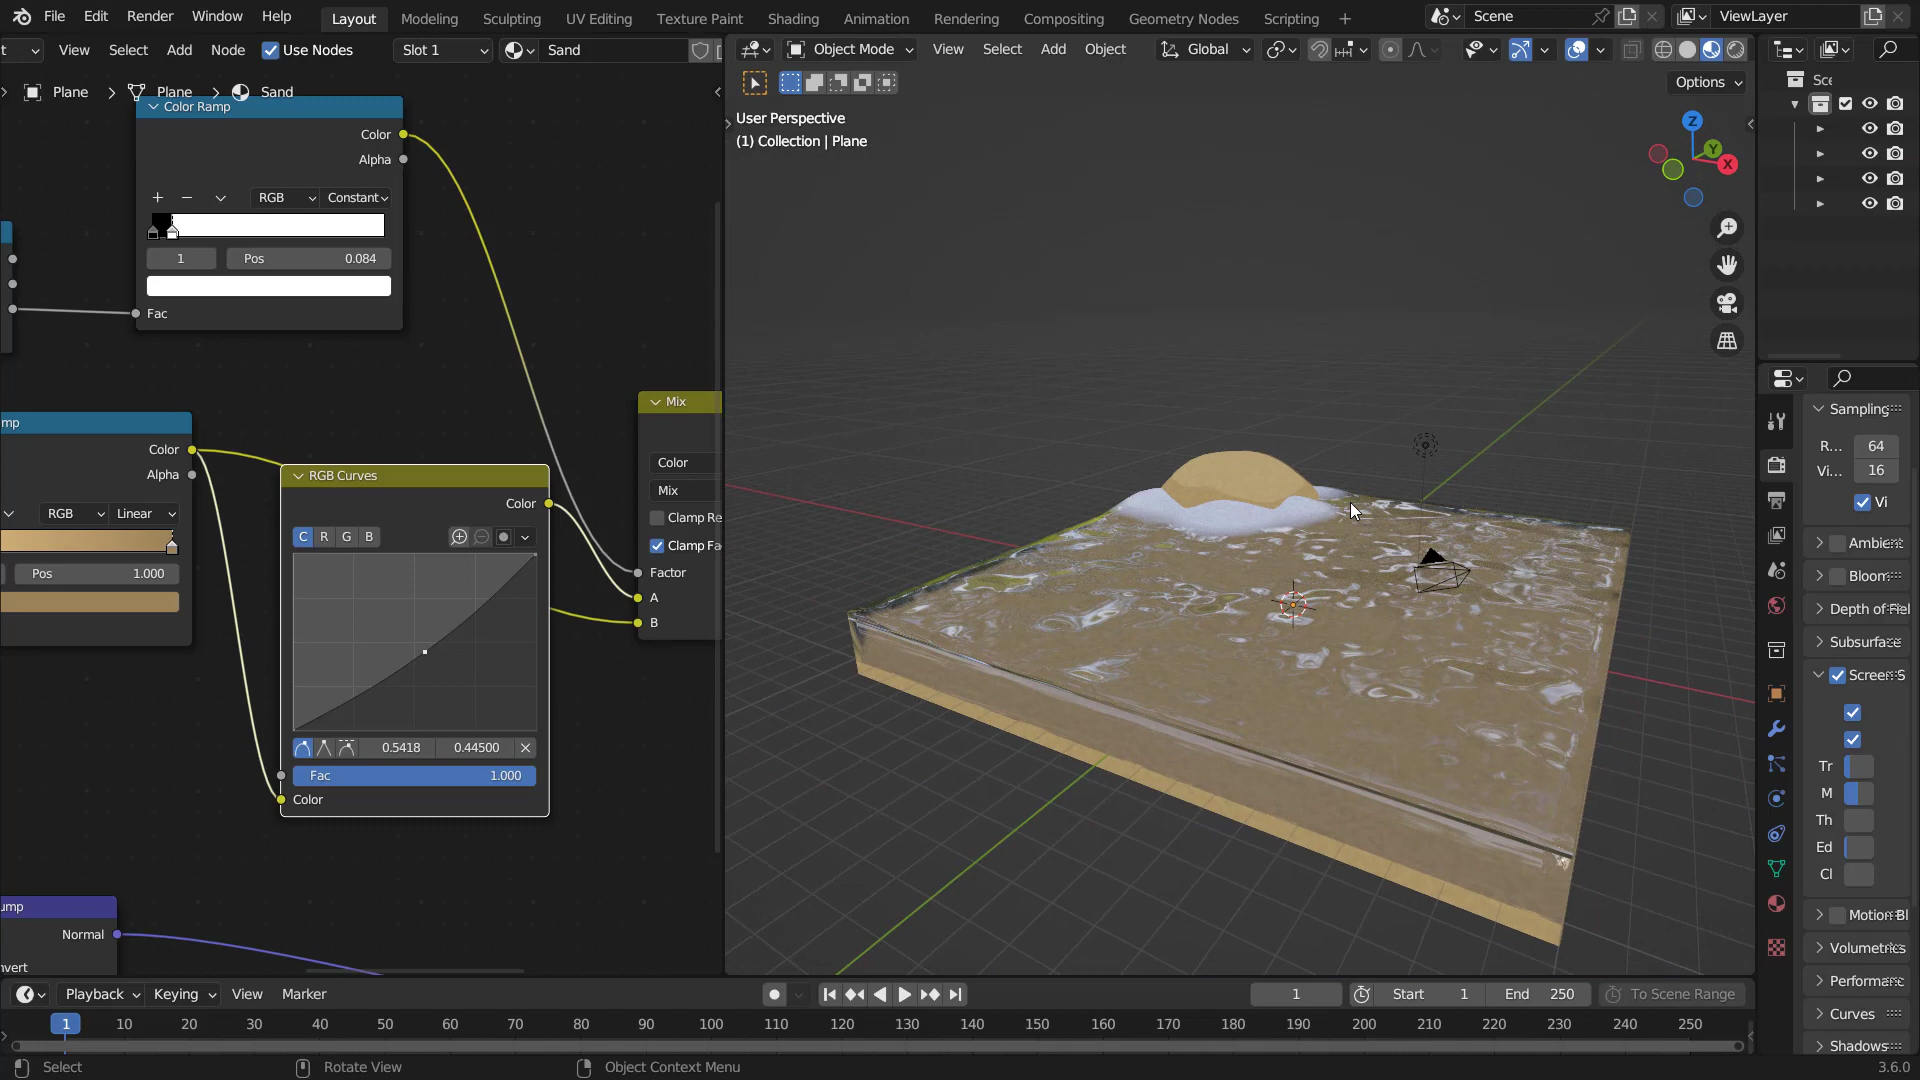 File Edit Render Window Help Layout Modeling Sculpting UV Editing Texture Paint Shading Animation Rendering Compositing Geometry Nodes Scripting + Scene ViewLayer
View Select Add Node Use Nodes Slot 1 Sand Object Mode View Select Add Object Global
Plane > Plane > Sand
Options
Color Ramp
Color
Alpha
RGB Constant
1 Pos 0.084
Fac
User Perspective
(1) Collection | Plane
Z
Y
X
Sce
Color
Alpha
RGB Linear
Pos 1.000
RGB Curves
Color
C R G B
0.5418 0.44500
Fac 1.000
Color
Mix
Color
Mix
Clamp Re
Clamp Fa
Factor
A
B
Normal
nvert
Sampling
R... 64
Vi... 16
Vi
Ambien
Bloom
Depth of Fiel
Subsurface
Screen S
Tr
M
Th
Ed
Cl
Motion Bl
Volumetrics
Performanc
Curves
Shadows
Playback Keying View Marker 1 Start 1 End 250 To Scene Range
1 10 20 30 40 50 60 70 80 90 100 110 120 130 140 150 160 170 180 190 200 210 220 230 240 250
Select Rotate View Object Context Menu 3.6.0